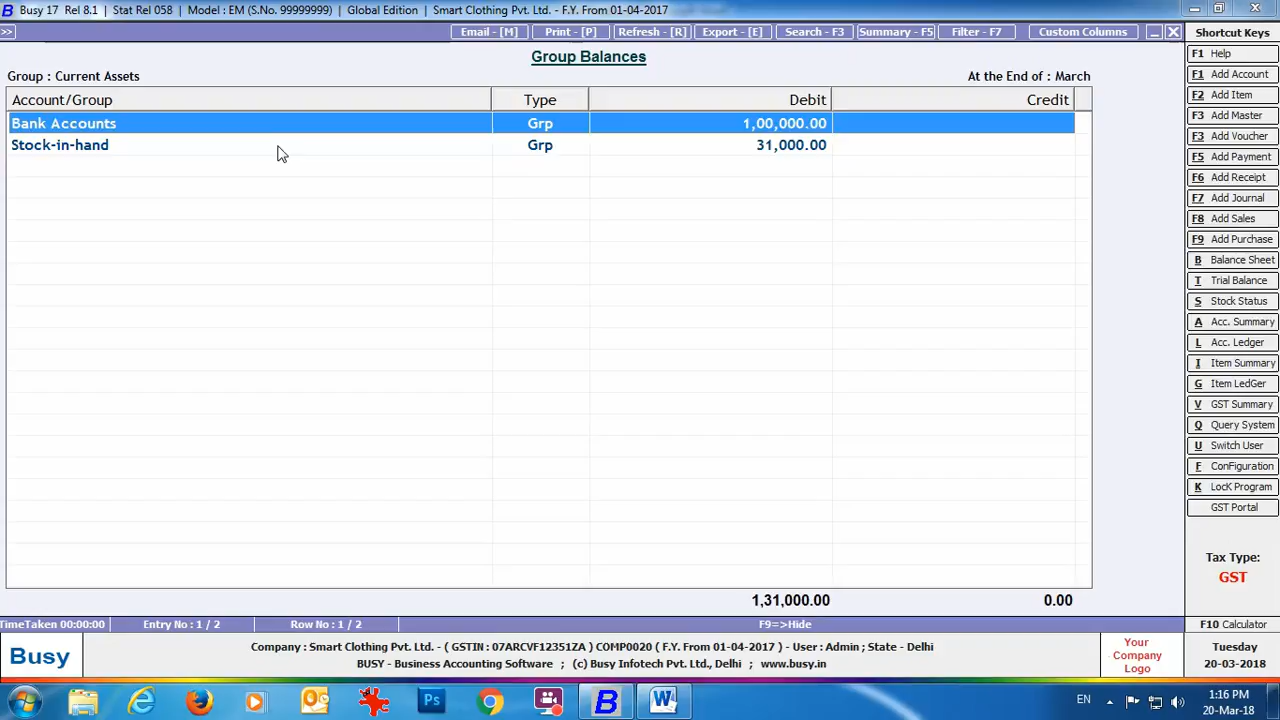 Busy 17 Rel 8.1 | Stat Rel 058 | Model : EM (S.No. 99999999) | Global Edition | Smart Clothing Pvt. Ltd. - F.Y. From 01-04-2017
>> Email - [M] Print - [P] Refresh - [R] Export - [E] Search - F3 Summary - F5 Filter - F7 Custom Columns
Group Balances
Group : Current Assets At the End of : March
Account/Group Type Debit Credit
Bank Accounts Grp 1,00,000.00
Stock-in-hand Grp 31,000.00
1,31,000.00 0.00
TimeTaken 00:00:00 Entry No : 1 / 2 Row No : 1 / 2 F9=>Hide
Busy
Company : Smart Clothing Pvt. Ltd. - ( GSTIN : 07ARCVF12351ZA ) COMP0020 ( F.Y. From 01-04-2017 ) - User : Admin ; State - Delhi
BUSY - Business Accounting Software ; (c) Busy Infotech Pvt. Ltd., Delhi ; www.busy.in
Your
Company
Logo
Shortcut Keys
F1 Help
F1 Add Account
F2 Add Item
F3 Add Master
F3 Add Voucher
F5 Add Payment
F6 Add Receipt
F7 Add Journal
F8 Add Sales
F9 Add Purchase
B Balance Sheet
T Trial Balance
S Stock Status
A Acc. Summary
L Acc. Ledger
I Item Summary
G Item LedGer
V GST Summary
Q Query System
U Switch User
F ConFiguration
K LocK Program
GST Portal
Tax Type:
GST
F10 Calculator
Tuesday
20-03-2018
Ps
B
W
EN
1:16 PM
20-Mar-18